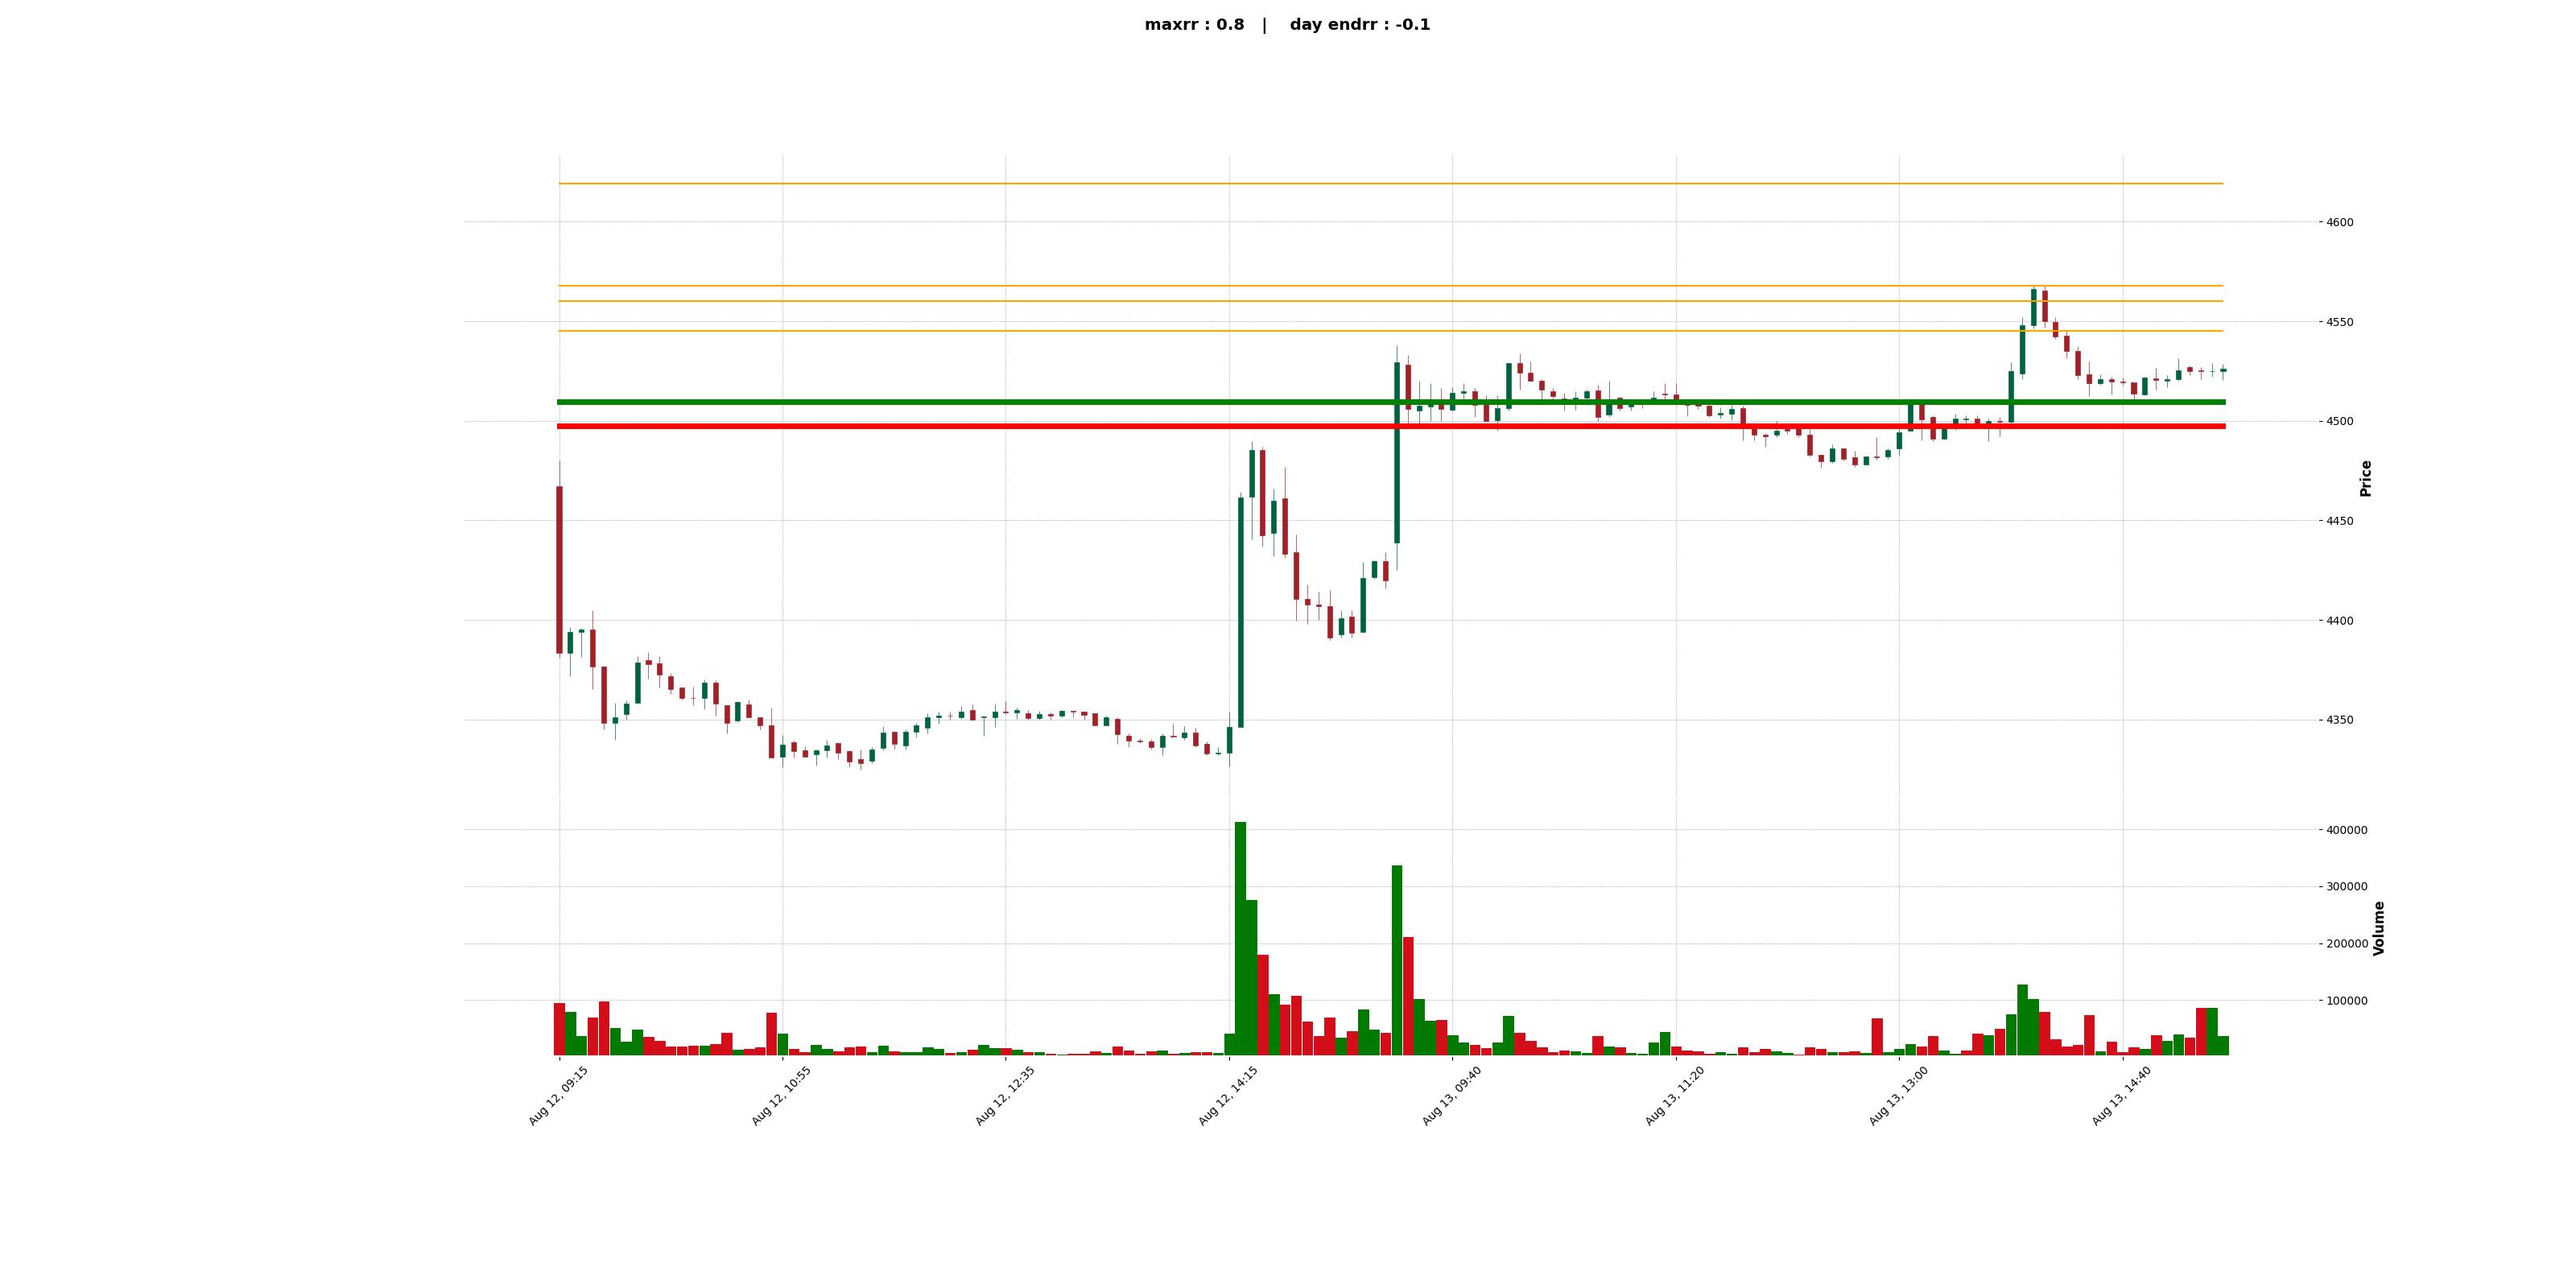 maxrr : 0.8 | day endrr : -0.1
4600
4550
4500
4450
4400
4350
Price
400000
300000
200000
100000
Volume
Aug 12, 09:15
Aug 12, 10:55
Aug 12, 12:35
Aug 12, 14:15
Aug 13, 09:40
Aug 13, 11:20
Aug 13, 13:00
Aug 13, 14:40